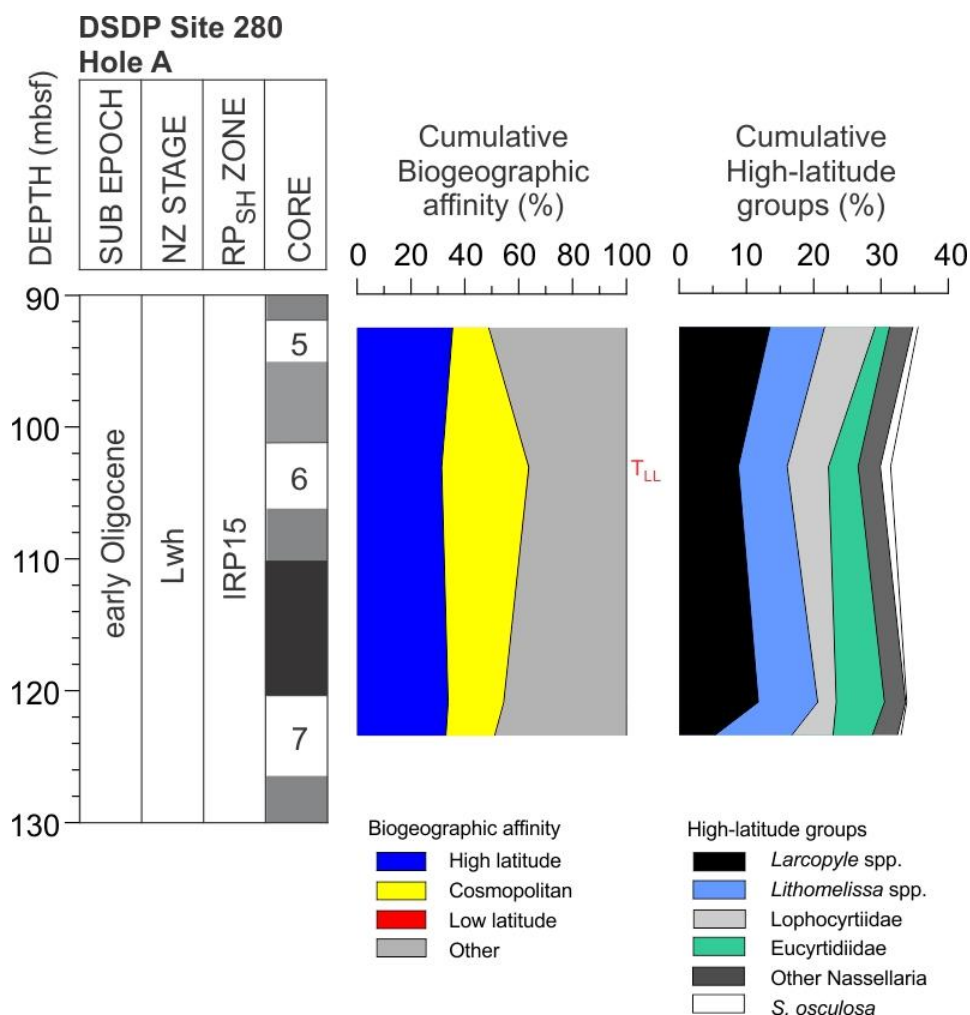 DSDP Site 280
Hole A
DEPTH (mbsf)
SUB EPOCH
NZ STAGE
RP_SH ZONE
CORE
Cumulative
Biogeographic
affinity (%)
Cumulative
High-latitude
groups (%)
0 20 40 60 80 100
0 10 20 30 40
90
100
110
120
130
early Oligocene
Lwh
lRP15
5
6
7
T_LL
Biogeographic affinity
High latitude
Cosmopolitan
Low latitude
Other
High-latitude groups
Larcopyle spp.
Lithomelissa spp.
Lophocyrtiidae
Eucyrtidiidae
Other Nassellaria
S. osculosa